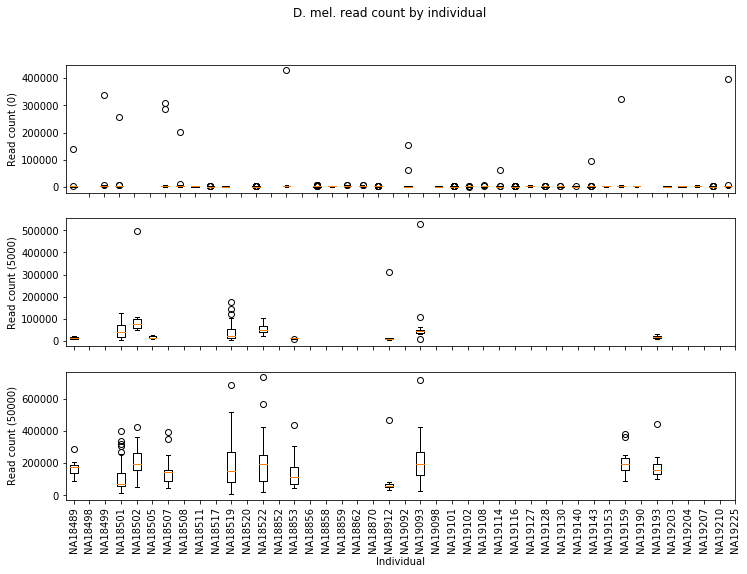 D. mel. read count by individual
Read count (0)
400000
300000
200000
100000
0
Read count (5000)
500000
400000
300000
200000
100000
0
Read count (50000)
600000
400000
200000
0
NA18489
NA18498
NA18499
NA18501
NA18502
NA18505
NA18507
NA18508
NA18511
NA18517
NA18519
NA18520
NA18522
NA18852
NA18853
NA18856
NA18858
NA18859
NA18862
NA18870
NA18912
NA19092
NA19093
NA19098
NA19101
NA19102
NA19108
NA19114
NA19116
NA19127
NA19128
NA19130
NA19140
NA19143
NA19153
NA19159
NA19190
NA19193
NA19203
NA19204
NA19207
NA19210
NA19225
Individual